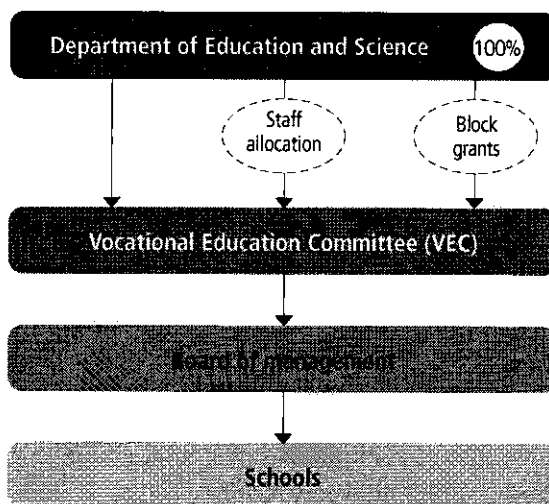 Department of Education and Science 100%
Staff
allocation
Block
grants
Vocational Education Committee (VEC)
Board of management
Schools